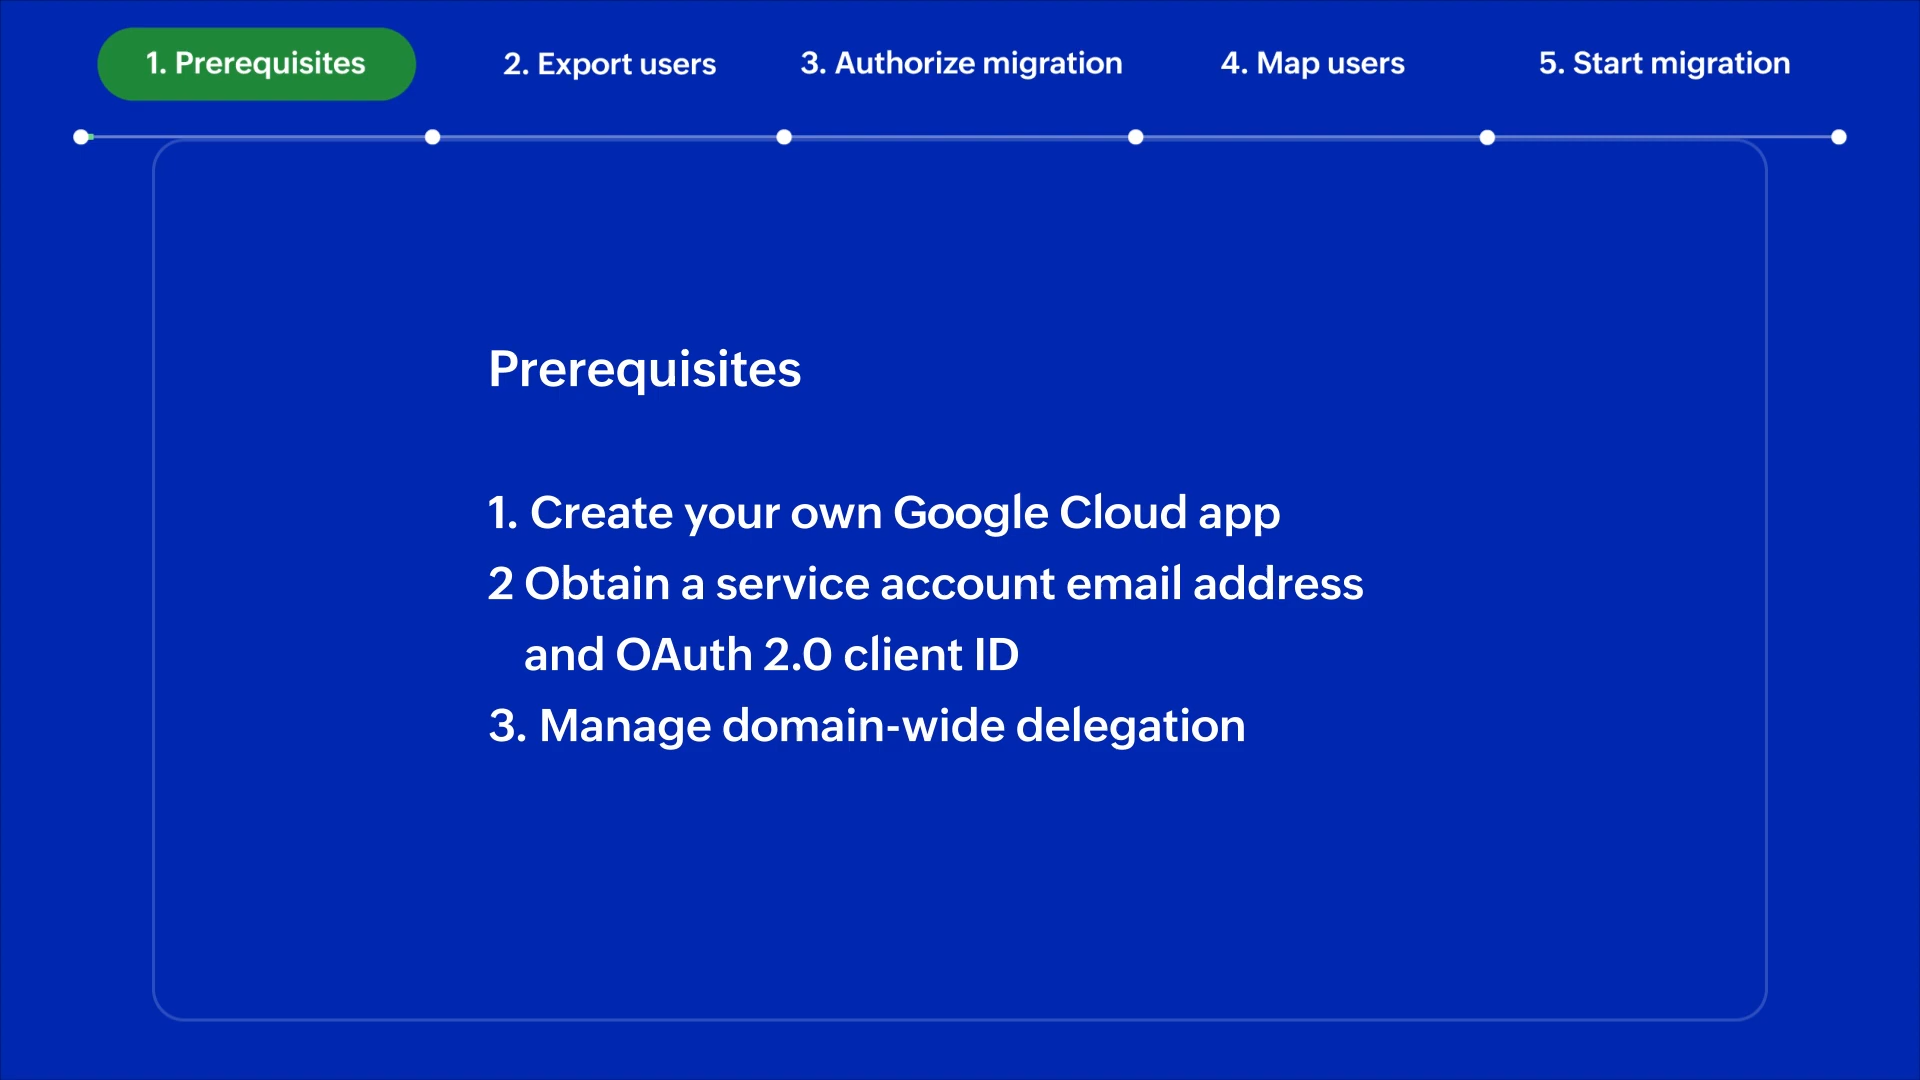 1. Prerequisites
2. Export users
3. Authorize migration
4. Map users
5. Start migration
Prerequisites
1. Create your own Google Cloud app
2 Obtain a service account email address
and OAuth 2.0 client ID
3. Manage domain-wide delegation